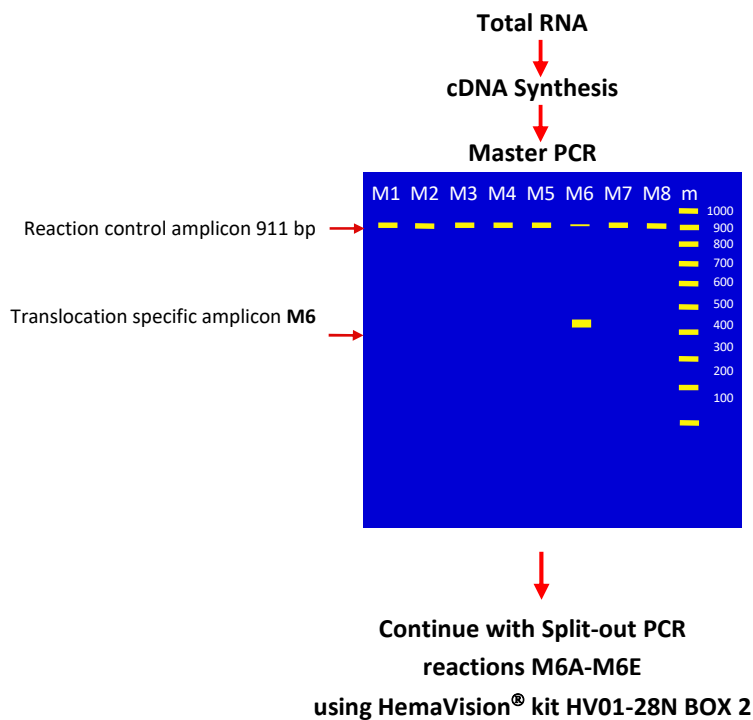 Total RNA
cDNA Synthesis
Master PCR
M1 M2 M3 M4 M5 M6 M7 M8 m
Reaction control amplicon 911 bp
Translocation specific amplicon M6
1000
900
800
700
600
500
400
300
200
100
Continue with Split-out PCR
reactions M6A-M6E
using HemaVision® kit HV01-28N BOX 2